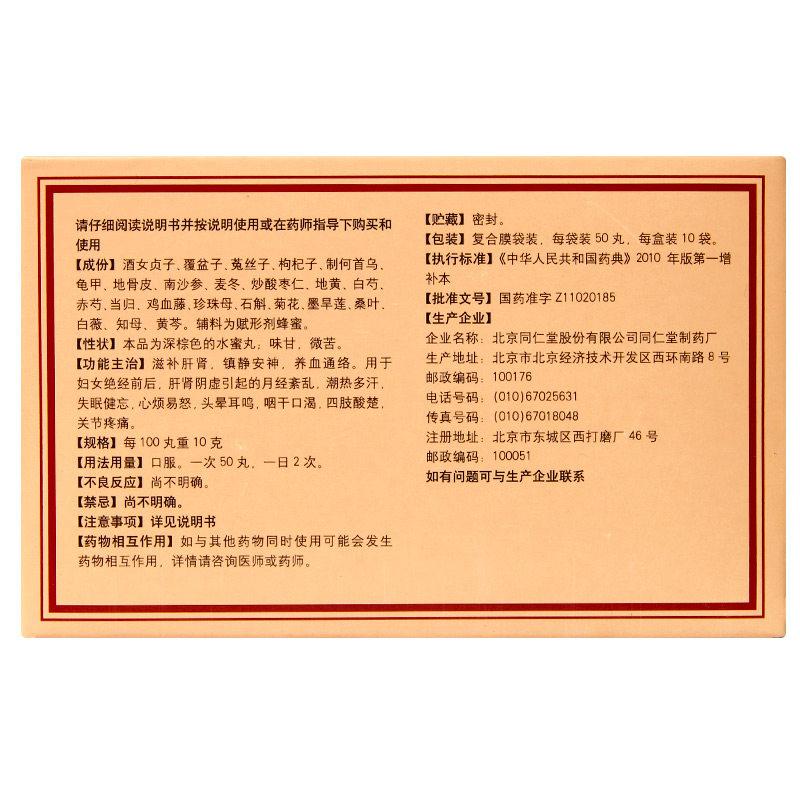 请仔细阅读说明书并按说明使用或在药师指导下购买和
使用
【成份】酒女贞子、覆盆子、菟丝子、枸杞子、制何首乌、
龟甲、地骨皮、南沙参、麦冬、炒酸枣仁、地黄、白芍、
赤芍、当归、鸡血藤、珍珠母、石斛、菊花、墨旱莲、桑叶、
白薇、知母、黄芩。辅料为赋形剂蜂蜜。
【性状】本品为深棕色的水蜜丸；味甘，微苦。
【功能主治】滋补肝肾，镇静安神，养血通络。用于
妇女绝经前后，肝肾阴虚引起的月经紊乱，潮热多汗，
失眠健忘，心烦易怒，头晕耳鸣，咽干口渴，四肢酸楚，
关节疼痛。
【规格】每100丸重10克
【用法用量】口服。一次50丸，一日2次。
【不良反应】尚不明确。
【禁忌】尚不明确。
【注意事项】详见说明书
【药物相互作用】如与其他药物同时使用可能会发生
药物相互作用，详情请咨询医师或药师。
【贮藏】密封。
【包装】复合膜袋装，每袋装50丸，每盒装10袋。
【执行标准】《中华人民共和国药典》2010年版第一增
补本
【批准文号】国药准字Z11020185
【生产企业】
企业名称：北京同仁堂股份有限公司同仁堂制药厂
生产地址：北京市北京经济技术开发区西环南路8号
邮政编码：100176
电话号码：(010)67025631
传真号码：(010)67018048
注册地址：北京市东城区西打磨厂46号
邮政编码：100051
如有问题可与生产企业联系